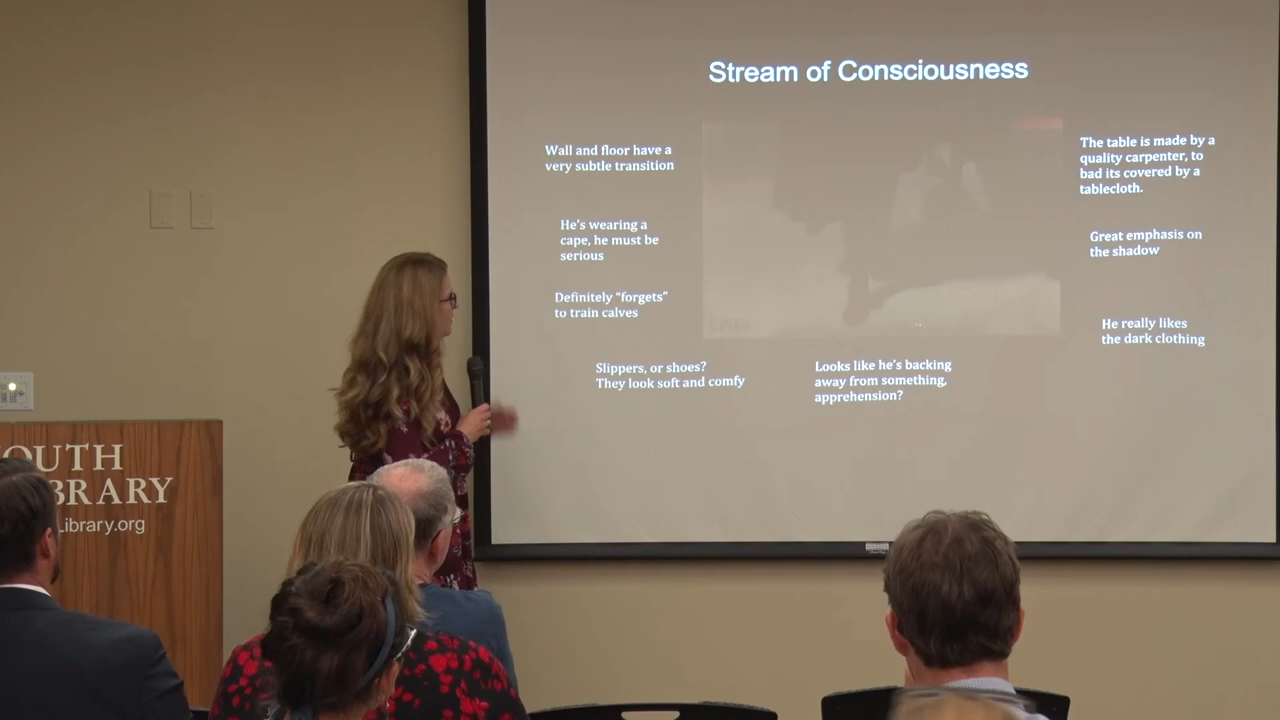 Stream of Consciousness
Wall and floor have a
very subtle transition
He's wearing a
cape, he must be
serious
Definitely "forgets"
to train calves
Slippers, or shoes?
They look soft and comfy
Looks like he's backing
away from something,
apprehension?
The table is made by a
quality carpenter, to
bad its covered by a
tablecloth.
Great emphasis on
the shadow
He really likes
the dark clothing
OUTH
BRARY
Library.org